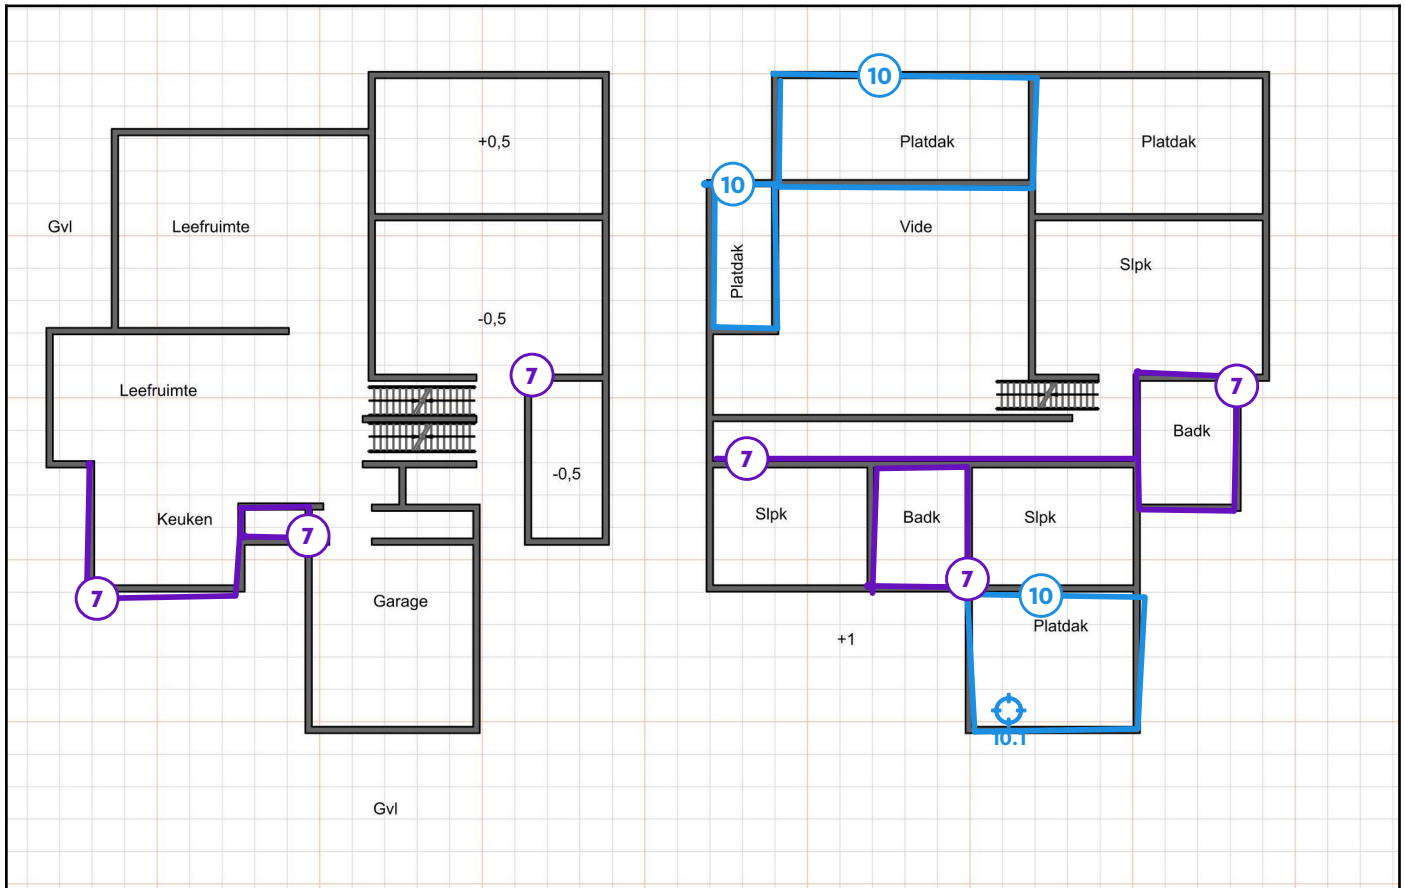 10
+0,5
Platdak
Platdak
10
Gvl
Leefruimte
Vide
Slpk
Platdak
-0,5
7
7
Leefruimte
Badk
7
-0,5
Keuken
Slpk
Badk
Slpk
7
7
7
10
Garage
Platdak
+1
10.1
Gvl